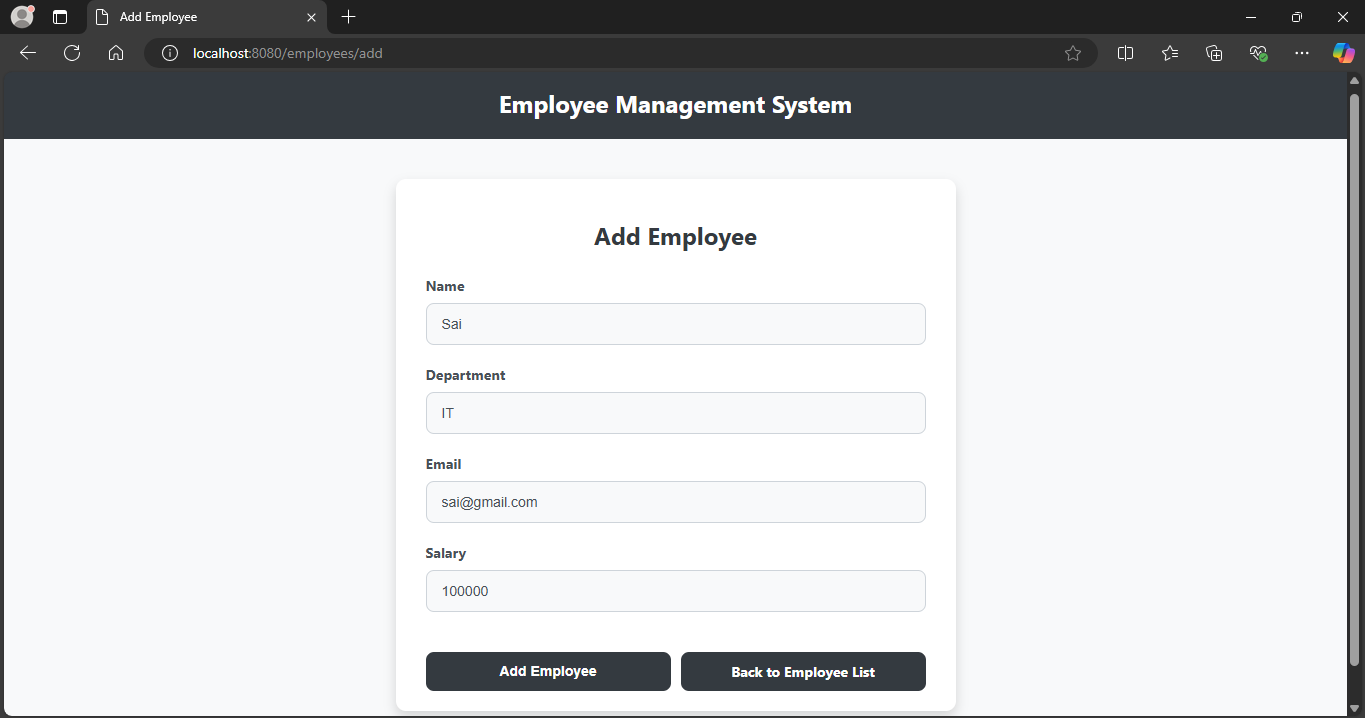 Add Employee
localhost:8080/employees/add
Employee Management System
Add Employee
Name
Sai
Department
IT
Email
sai@gmail.com
Salary
100000
Add Employee
Back to Employee List